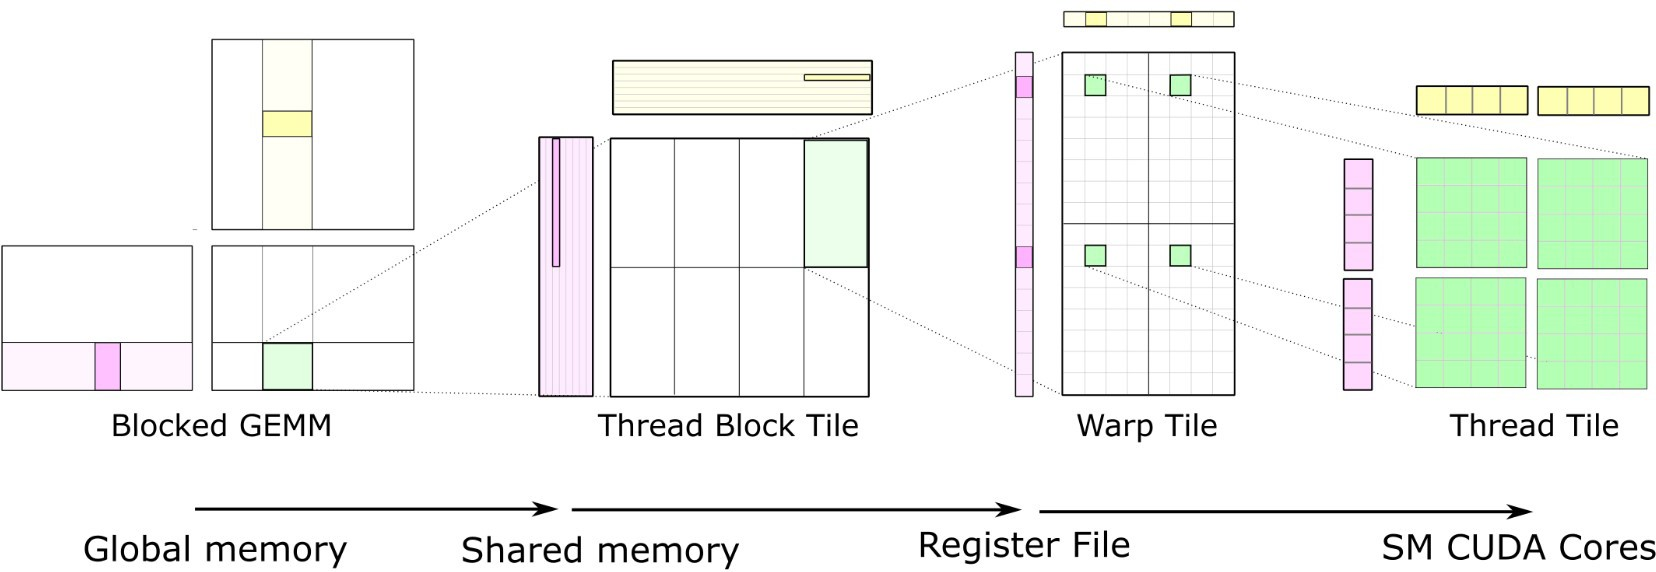 Blocked GEMM
Thread Block Tile
Warp Tile
Thread Tile
Global memory
Shared memory
Register File
SM CUDA Cores